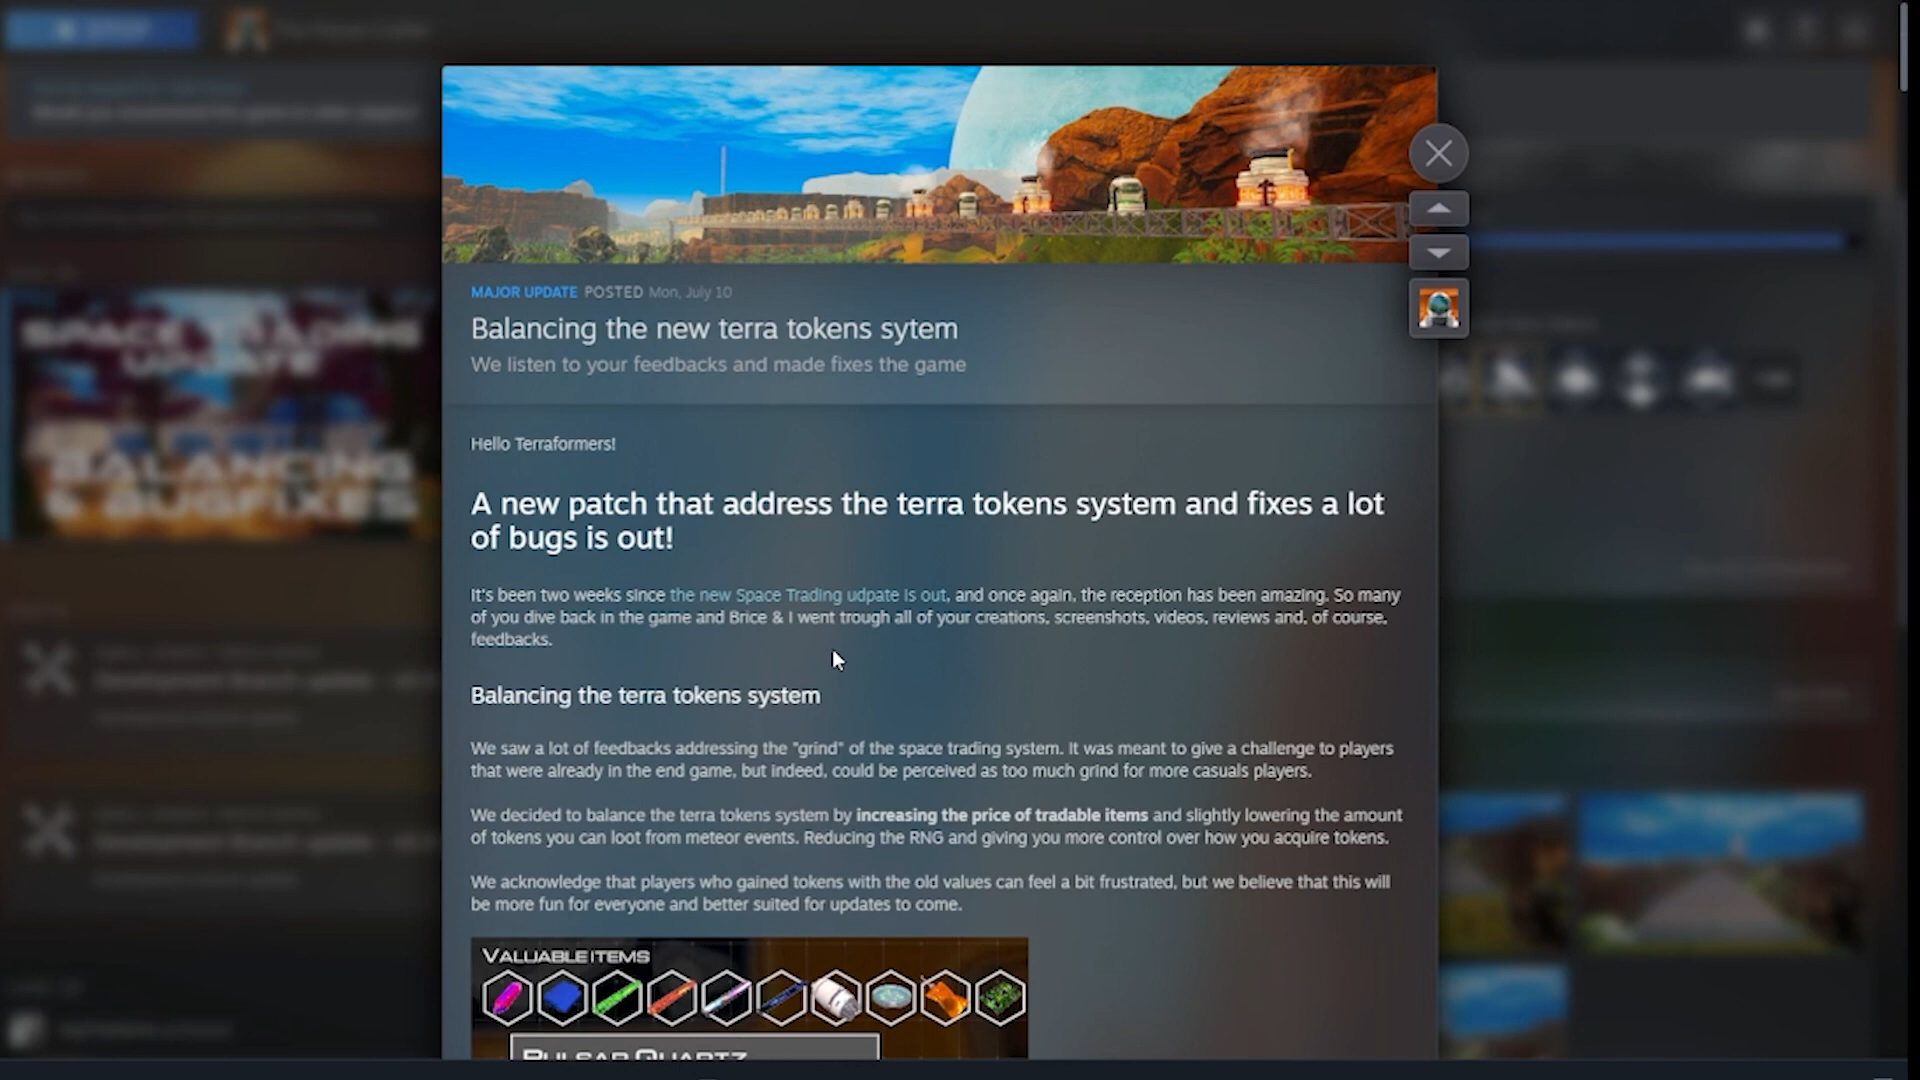 SPACE TRADING
UPDATE
BALANCING
& BUGFIXES
MAJOR UPDATE POSTED Mon, July 10
Balancing the new terra tokens sytem
We listen to your feedbacks and made fixes the game
Hello Terraformers!
A new patch that address the terra tokens system and fixes a lot
of bugs is out!
It's been two weeks since the new Space Trading udpate is out, and once again, the reception has been amazing. So many
of you dive back in the game and Brice & I went trough all of your creations, screenshots, videos, reviews and, of course,
feedbacks.
Balancing the terra tokens system
We saw a lot of feedbacks addressing the "grind" of the space trading system. It was meant to give a challenge to players
that were already in the end game, but indeed, could be perceived as too much grind for more casuals players.
We decided to balance the terra tokens system by increasing the price of tradable items and slightly lowering the amount
of tokens you can loot from meteor events. Reducing the RNG and giving you more control over how you acquire tokens.
We acknowledge that players who gained tokens with the old values can feel a bit frustrated, but we believe that this will
be more fun for everyone and better suited for updates to come.
VALUABLE ITEMS
PULSAR QUARTZ